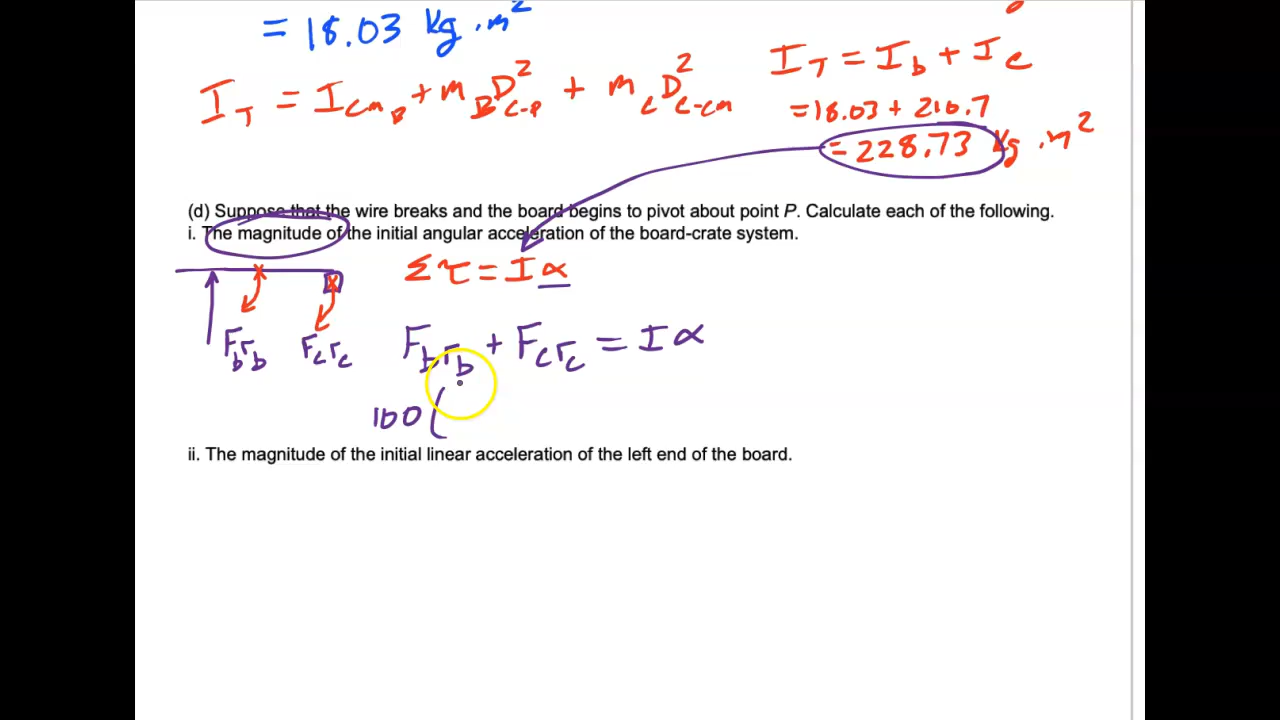 = 18.03 kg · m²
I_T = I_b + I_c
I_T = I_cm_B + m_B D²_c-p + m_c D²_c-cm
= 18.03 + 210.7
= 228.73 kg · m²
(d) Suppose that the wire breaks and the board begins to pivot about point P. Calculate each of the following.
i. The magnitude of the initial angular acceleration of the board-crate system.
Στ = Iα
F_b r_b F_c r_c F_b r_b + F_c r_c = Iα
100 (
ii. The magnitude of the initial linear acceleration of the left end of the board.